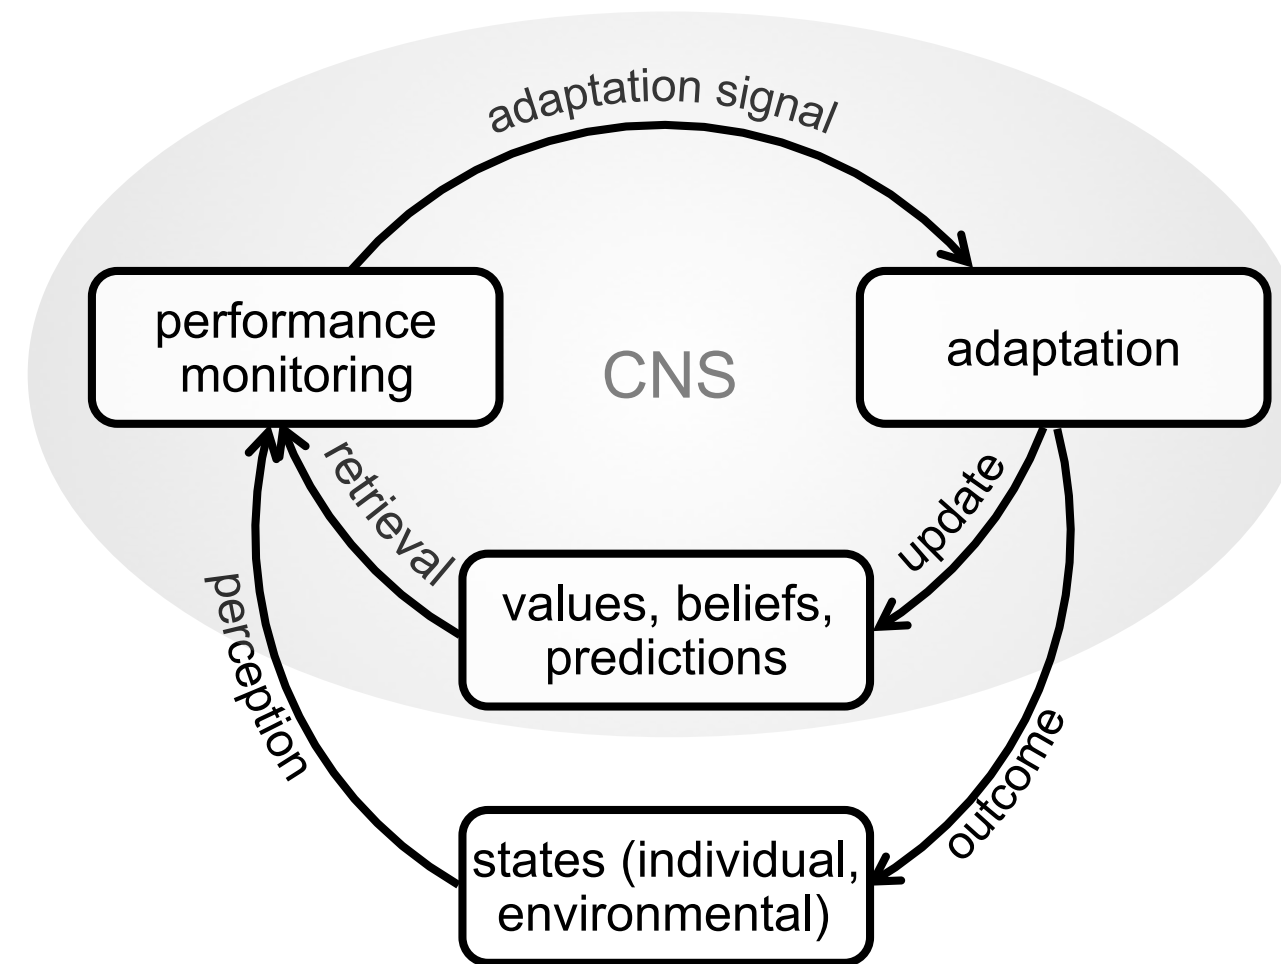 adaptation signal
performance
monitoring
CNS
adaptation
retrieval
update
values, beliefs,
predictions
perception
outcome
states (individual,
environmental)